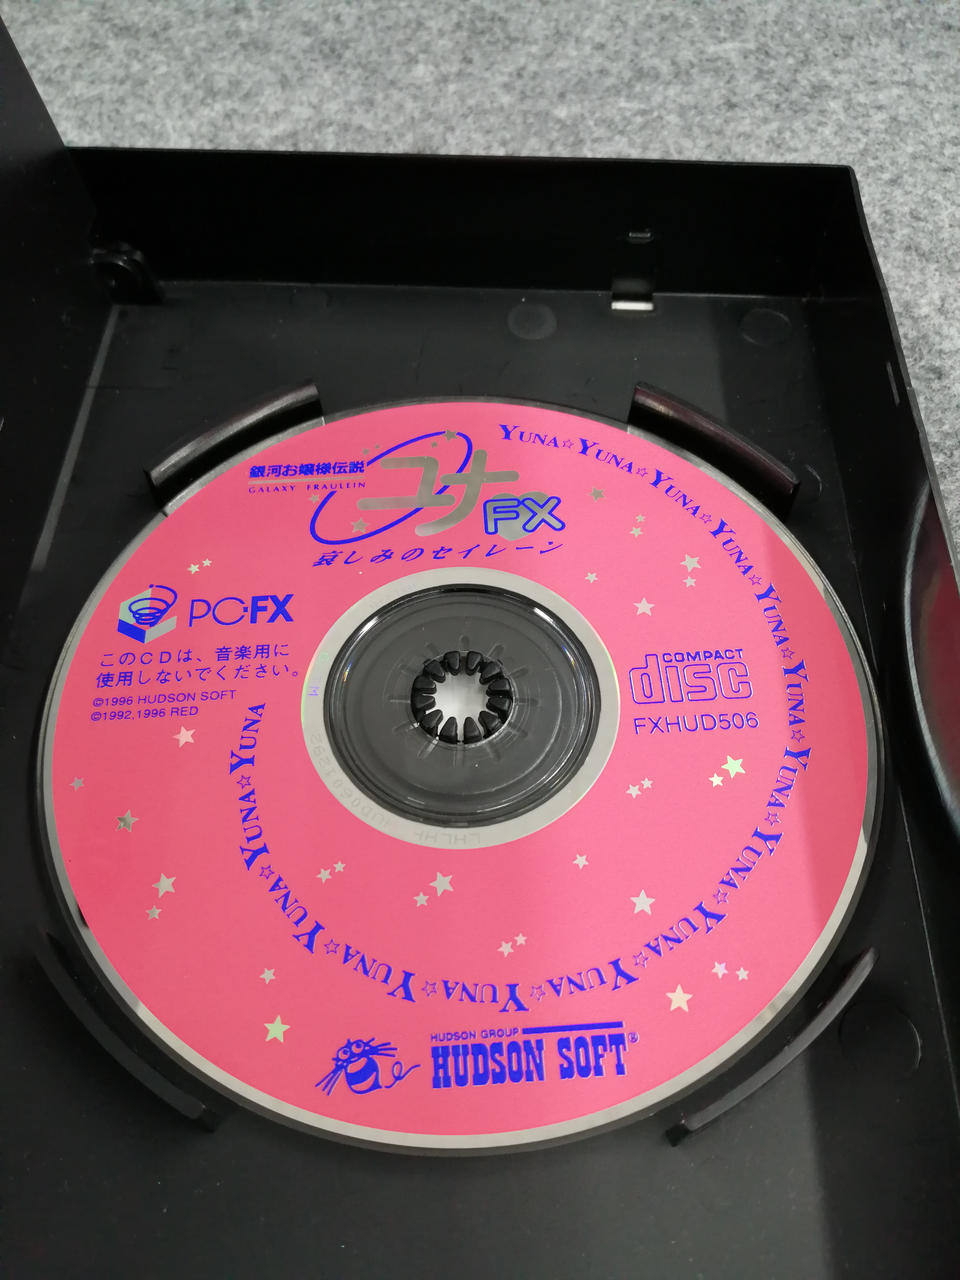 銀河お嬢様伝説
GALAXY FRAULEIN
ユナ
FX
哀しみのセイレーン
YUNA☆YUNA☆YUNA☆YUNA☆YUNA☆YUNA☆YUNA☆YUNA☆YUNA☆YUNA☆YUNA☆YUNA☆YUNA☆YUNA☆YUNA
PC-FX
このCDは、音楽用に
使用しないでください。
©1996 HUDSON SOFT
©1992,1996 RED
COMPACT
disc
FXHUD506
HUDSON GROUP
HUDSON SOFT®